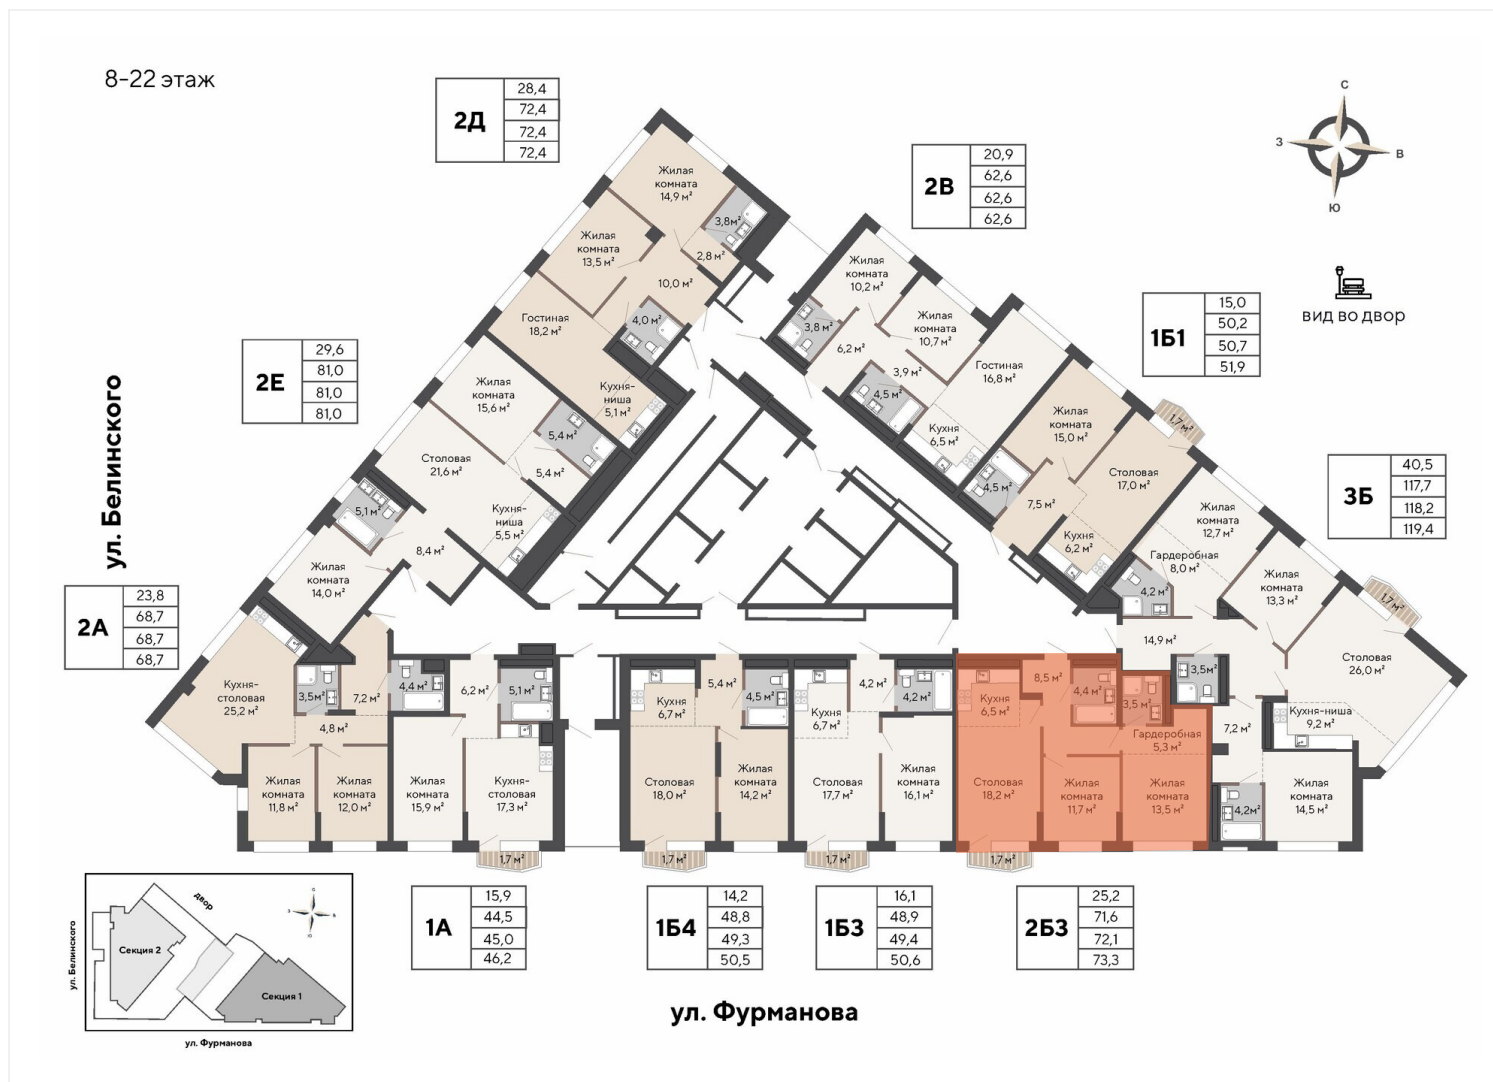 8-22 этаж
2Д
28,4
72,4
72,4
72,4
2В
20,9
62,6
62,6
62,6
С
З
В
Ю
вид во двор
1Б1
15,0
50,2
50,7
51,9
2Е
29,6
81,0
81,0
81,0
3Б
40,5
117,7
118,2
119,4
2А
23,8
68,7
68,7
68,7
ул. Белинского
Жилая
комната
14,9 м²
3,8м²
2,8 м²
Жилая
комната
13,5 м²
10,0 м²
Гостиная
18,2 м²
4,0 м²
Кухня-
ниша
5,1 м²
Жилая
комната
15,6 м²
5,4 м²
5,4 м²
Столовая
21,6 м²
Кухня-
ниша
5,5 м²
5,1 м²
8,4 м²
Жилая
комната
14,0 м²
Кухня-
столовая
25,2 м²
3,5м²
7,2 м²
4,8 м²
Жилая
комната
11,8 м²
Жилая
комната
12,0 м²
4,4 м²
6,2 м²
5,1 м²
Жилая
комната
15,9 м²
Кухня-
столовая
17,3 м²
1,7 м²
Жилая
комната
10,2 м²
3,8 м²
6,2 м²
Жилая
комната
10,7 м²
3,9 м²
4,5 м²
Гостиная
16,8 м²
Кухня
6,5 м²
Жилая
комната
15,0 м²
1,7 м²
Столовая
17,0 м²
4,5 м²
7,5 м²
Кухня
6,2 м²
Жилая
комната
12,7 м²
Гардеробная
8,0 м²
4,2 м²
Жилая
комната
13,3 м²
1,7 м²
14,9 м²
3,5м²
Столовая
26,0 м²
Кухня-ниша
9,2 м²
7,2 м²
4,2м²
Жилая
комната
14,5 м²
Кухня
6,7 м²
5,4 м²
4,5 м²
Столовая
18,0 м²
Жилая
комната
14,2 м²
1,7 м²
Кухня
6,7 м²
4,2 м²
4,2 м²
Столовая
17,7 м²
Жилая
комната
16,1 м²
1,7 м²
Кухня
6,5 м²
8,5 м²
4,4 м²
3,5м²
Гардеробная
5,3 м²
Столовая
18,2 м²
Жилая
комната
11,7 м²
Жилая
комната
13,5 м²
1,7 м²
1А
15,9
44,5
45,0
46,2
1Б4
14,2
48,8
49,3
50,5
1Б3
16,1
48,9
49,4
50,6
2Б3
25,2
71,6
72,1
73,3
ул. Фурманова
ул. Белинского
двор
Секция 2
Секция 1
ул. Фурманова